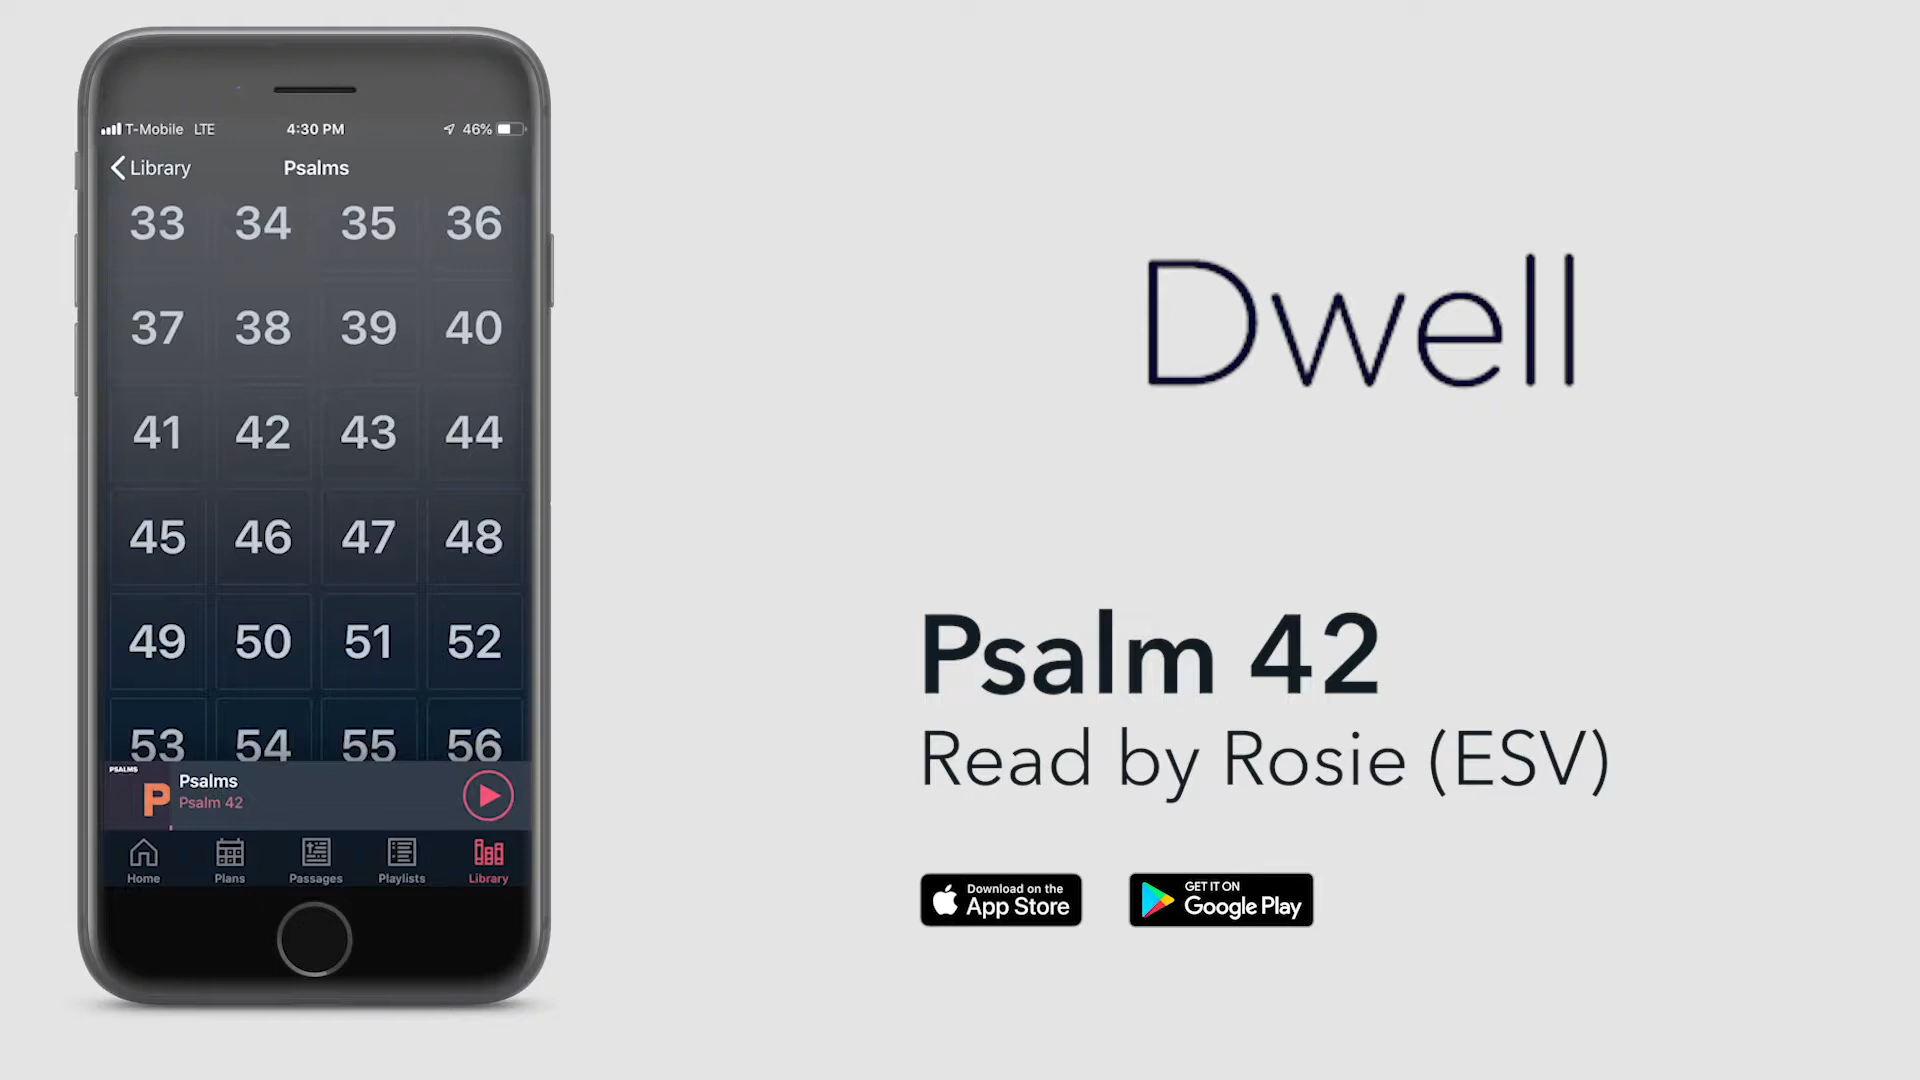 T-Mobile LTE 4:30 PM 46%
Library Psalms
33 34 35 36
37 38 39 40
41 42 43 44
45 46 47 48
49 50 51 52
53 54 55 56
PSALMS
P
Psalms
Psalm 42
Home Plans Passages Playlists Library
Dwell
Psalm 42
Read by Rosie (ESV)
Download on the
App Store
GET IT ON
Google Play